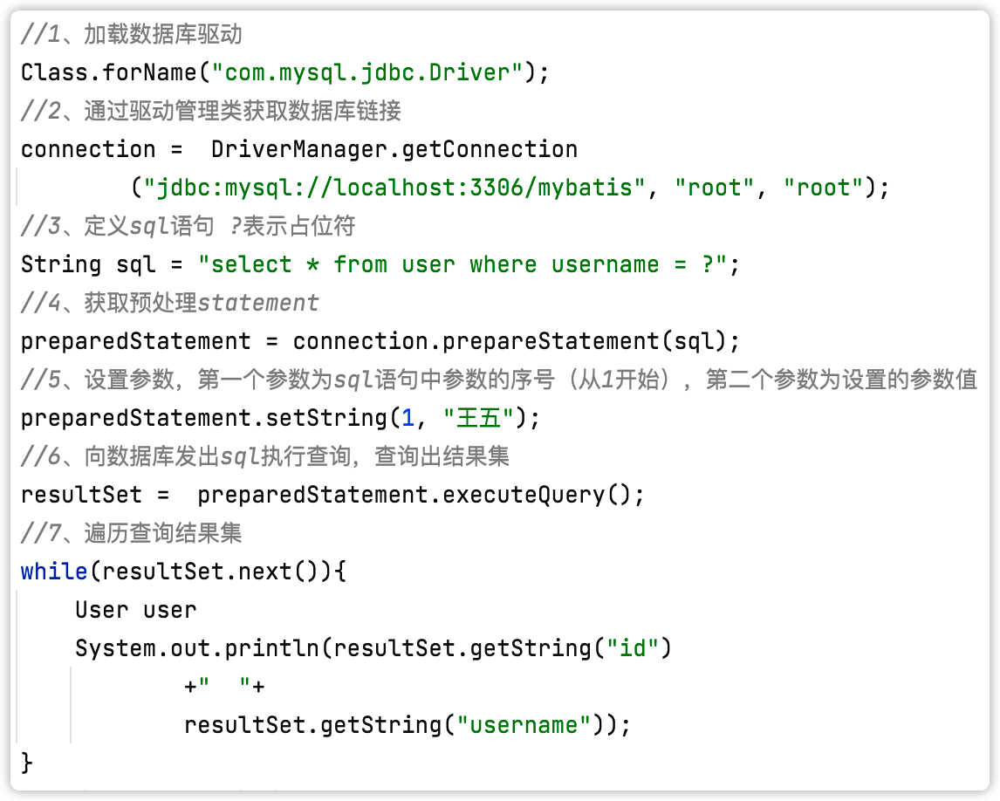 //1、加载数据库驱动
Class.forName("com.mysql.jdbc.Driver");
//2、通过驱动管理类获取数据库链接
connection =  DriverManager.getConnection
        ("jdbc:mysql://localhost:3306/mybatis", "root", "root");
//3、定义sql语句 ?表示占位符
String sql = "select * from user where username = ?";
//4、获取预处理statement
preparedStatement = connection.prepareStatement(sql);
//5、设置参数，第一个参数为sql语句中参数的序号（从1开始），第二个参数为设置的参数值
preparedStatement.setString(1, "王五");
//6、向数据库发出sql执行查询，查询出结果集
resultSet =  preparedStatement.executeQuery();
//7、遍历查询结果集
while(resultSet.next()){
    User user
    System.out.println(resultSet.getString("id")
            +"  "+
            resultSet.getString("username"));
}